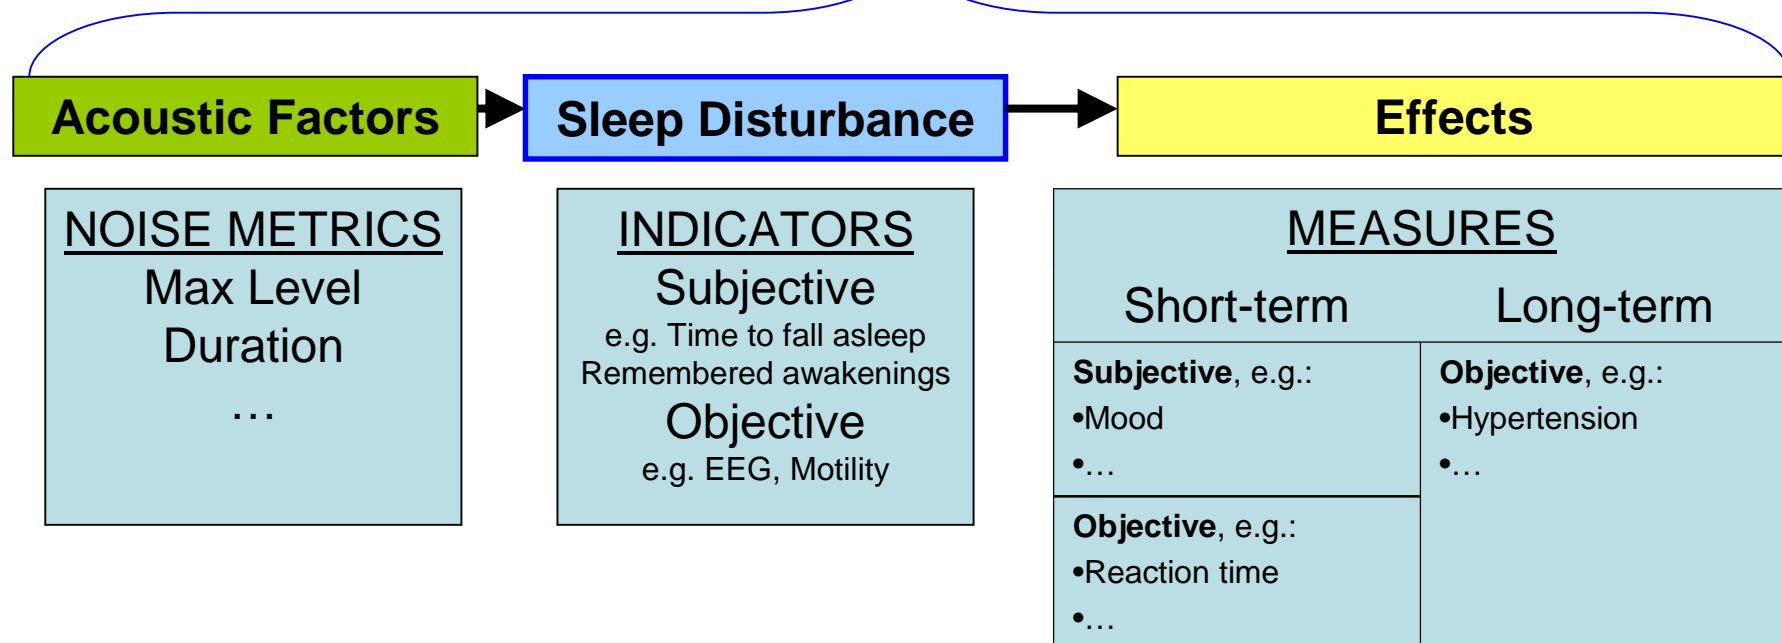 Acoustic Factors
Sleep Disturbance
Effects
NOISE METRICS
Max Level
Duration
…
INDICATORS
Subjective
e.g. Time to fall asleep
Remembered awakenings
Objective
e.g. EEG, Motility
MEASURES
Short-term
Long-term
Subjective, e.g.:
•Mood
•…
Objective, e.g.:
•Reaction time
•…
Objective, e.g.:
•Hypertension
•…